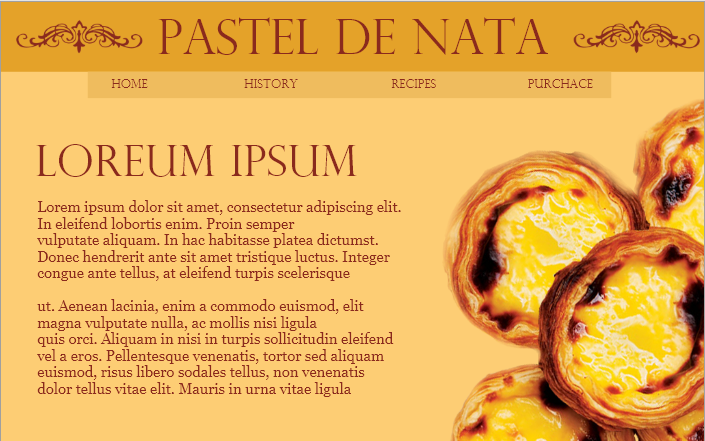 PASTEL DE NATA
HOME HISTORY RECIPES PURCHACE
LOREUM IPSUM
Lorem ipsum dolor sit amet, consectetur adipiscing elit.
In eleifend lobortis enim. Proin semper
vulputate aliquam. In hac habitasse platea dictumst.
Donec hendrerit ante sit amet tristique luctus. Integer
congue ante tellus, at eleifend turpis scelerisque
ut. Aenean lacinia, enim a commodo euismod, elit
magna vulputate nulla, ac mollis nisi ligula
quis orci. Aliquam in nisi in turpis sollicitudin eleifend
vel a eros. Pellentesque venenatis, tortor sed aliquam
euismod, risus libero sodales tellus, non venenatis
dolor tellus vitae elit. Mauris in urna vitae ligula